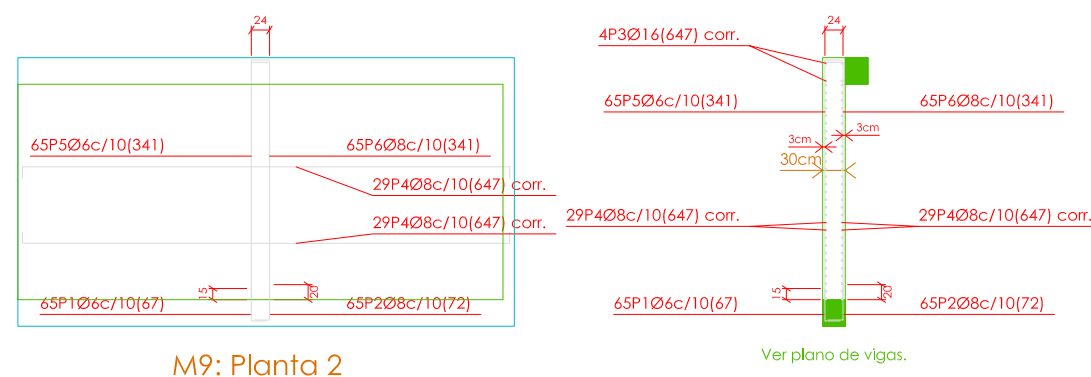 24
65P5Ø6c/10(341)
65P6Ø8c/10(341)
29P4Ø8c/10(647) corr.
29P4Ø8c/10(647) corr.
15
20
65P1Ø6c/10(67)
65P2Ø8c/10(72)
M9: Planta 2
24
4P3Ø16(647) corr.
65P5Ø6c/10(341)
65P6Ø8c/10(341)
3cm
3cm
30cm
29P4Ø8c/10(647) corr.
29P4Ø8c/10(647) corr.
15
20
65P1Ø6c/10(67)
65P2Ø8c/10(72)
Ver plano de vigas.